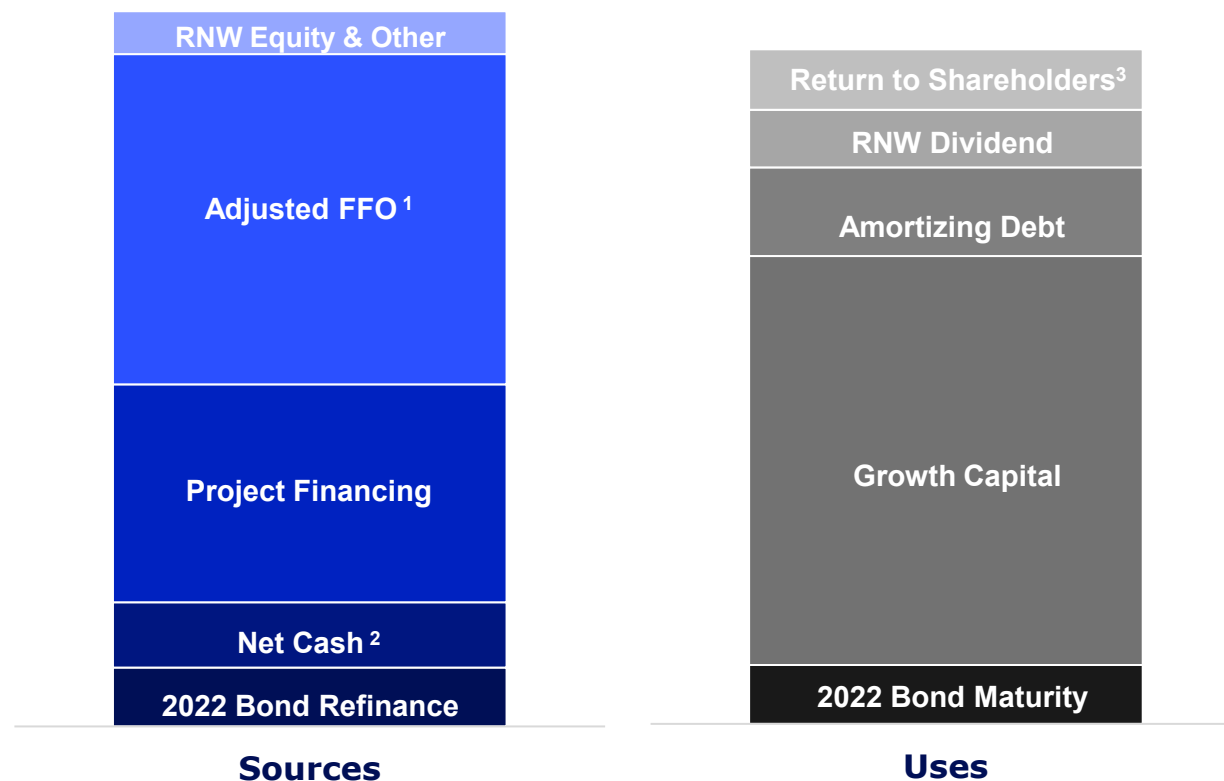 RNW Equity & Other
Adjusted FFO ¹
Project Financing
Net Cash ²
2022 Bond Refinance
Sources
Return to Shareholders³
RNW Dividend
Amortizing Debt
Growth Capital
2022 Bond Maturity
Uses